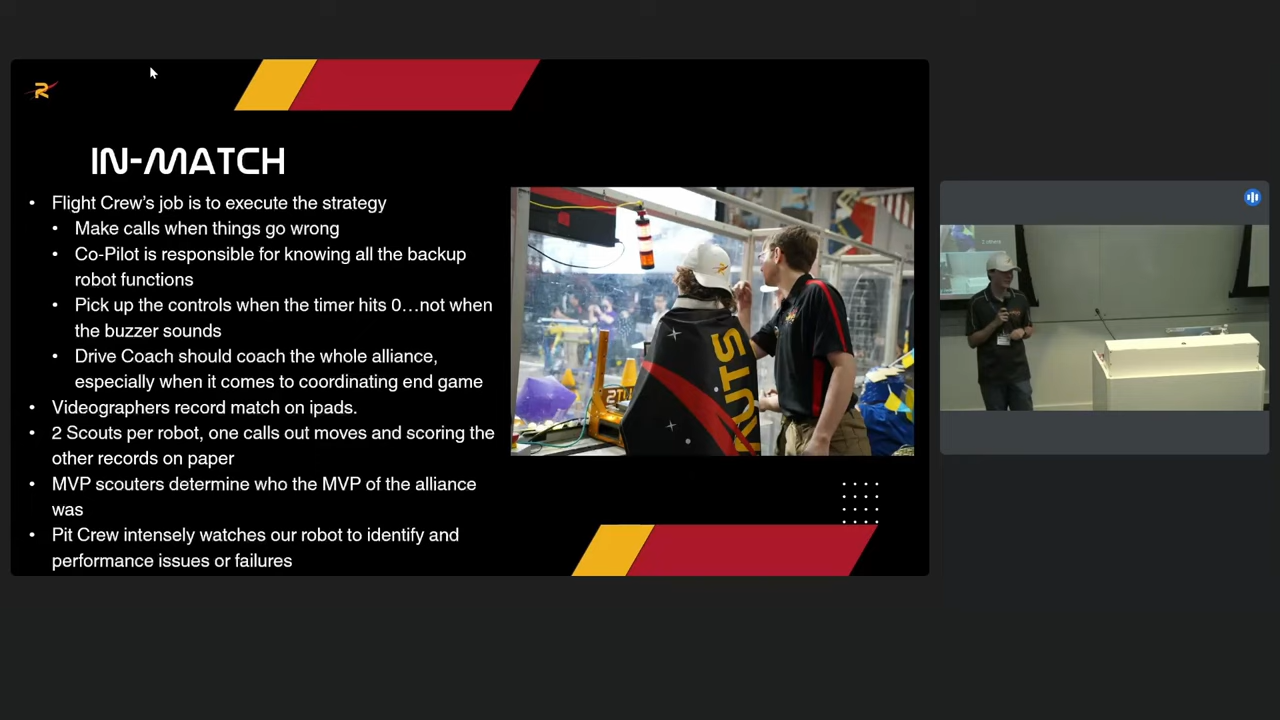 IN-MATCH
• Flight Crew's job is to execute the strategy
• Make calls when things go wrong
• Co-Pilot is responsible for knowing all the backup
robot functions
• Pick up the controls when the timer hits 0...not when
the buzzer sounds
• Drive Coach should coach the whole alliance,
especially when it comes to coordinating end game
• Videographers record match on ipads.
• 2 Scouts per robot, one calls out moves and scoring the
other records on paper
• MVP scouters determine who the MVP of the alliance
was
• Pit Crew intensely watches our robot to identify and
performance issues or failures
R
AUTS